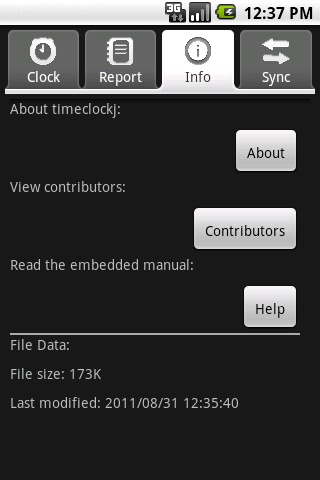 3G 12:37 PM
Clock Report Info Sync
About timeclockj:
About
View contributors:
Contributors
Read the embedded manual:
Help
File Data:
File size: 173K
Last modified: 2011/08/31 12:35:40